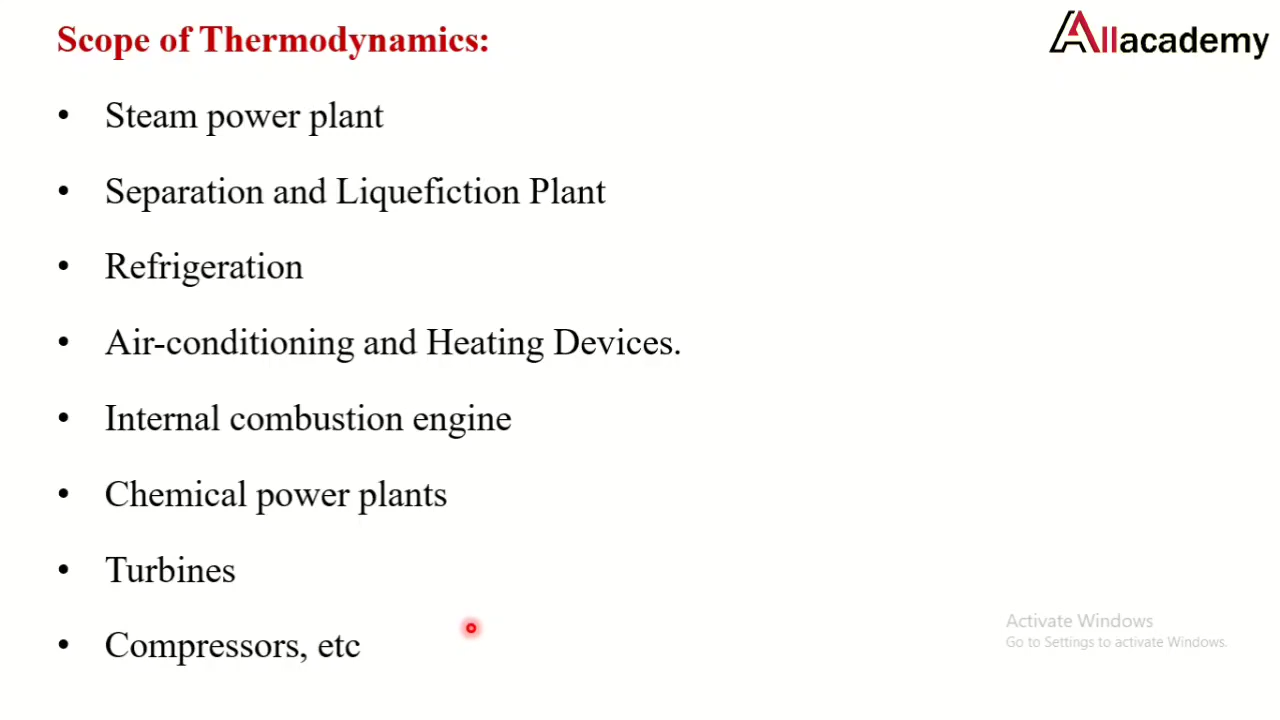 Scope of Thermodynamics:
Allacademy
• Steam power plant
• Separation and Liquefiction Plant
• Refrigeration
• Air-conditioning and Heating Devices.
• Internal combustion engine
• Chemical power plants
• Turbines
• Compressors, etc
Activate Windows
Go to Settings to activate Windows.